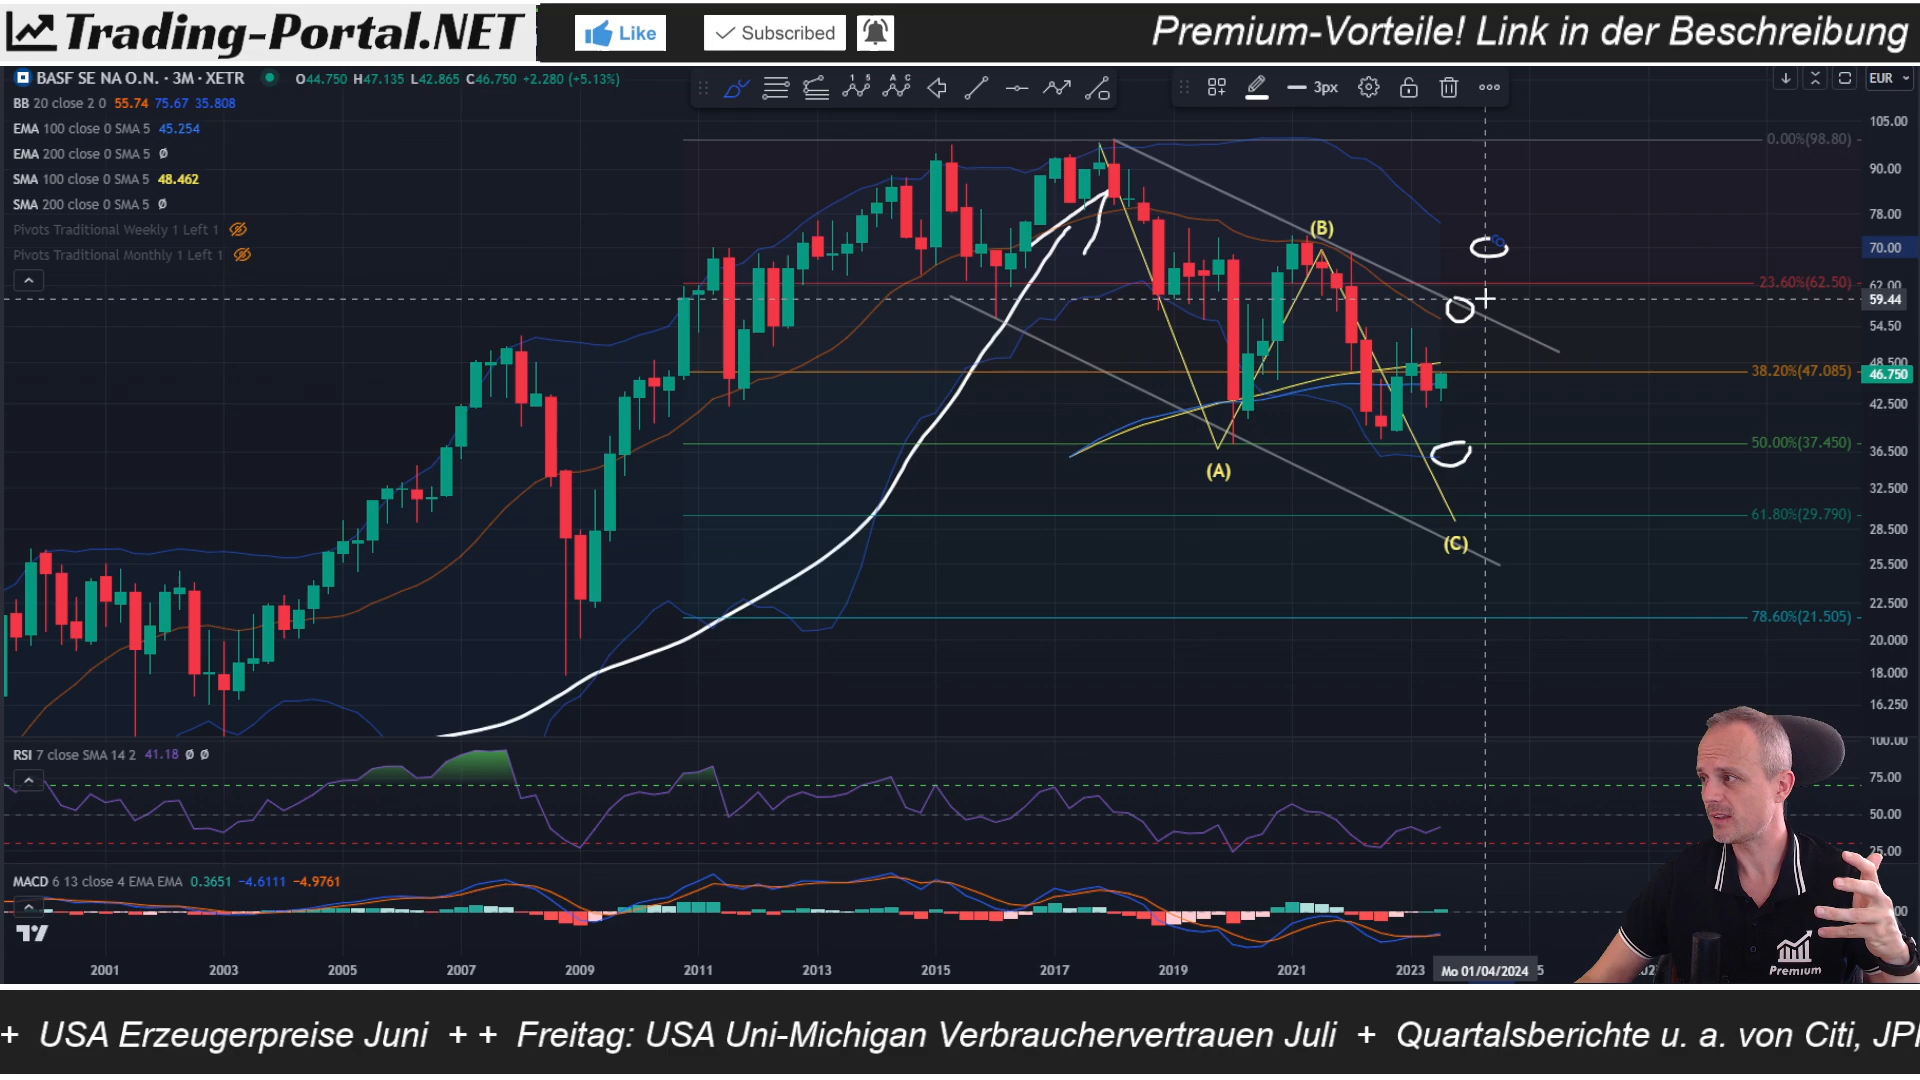 Trading-Portal.NET
Like
Subscribed
Premium-Vorteile! Link in der Beschreibung
BASF SE NA O.N. · 3M · XETR
O44.750 H47.135 L42.865 C46.750 +2.280 (+5.13%)
1 5
A C
3px
EUR
BB 20 close 2 0 55.74 75.67 35.808
EMA 100 close 0 SMA 5 45.254
EMA 200 close 0 SMA 5 Ø
SMA 100 close 0 SMA 5 48.462
SMA 200 close 0 SMA 5 Ø
Pivots Traditional Weekly 1 Left 1
Pivots Traditional Monthly 1 Left 1
105.00
0.00%(98.80)
90.00
78.00
(B)
70.00
23.60%(62.50)
62.00
59.44
54.50
48.500
38.20%(47.085)
46.750
42.500
50.00%(37.450)
36.500
(A)
32.500
61.80%(29.790)
28.500
(C)
25.500
22.500
78.60%(21.505)
20.000
18.000
16.250
RSI 7 close SMA 14 2 41.18 Ø Ø
100.00
75.00
50.00
25.00
MACD 6 13 close 4 EMA EMA 0.3651 −4.6111 −4.9761
Premium
2001 2003 2005 2007 2009 2011 2013 2015 2017 2019 2021 2023 Mo 01/04/2024
+ USA Erzeugerpreise Juni + + Freitag: USA Uni-Michigan Verbrauchervertrauen Juli + Quartalsberichte u. a. von Citi,